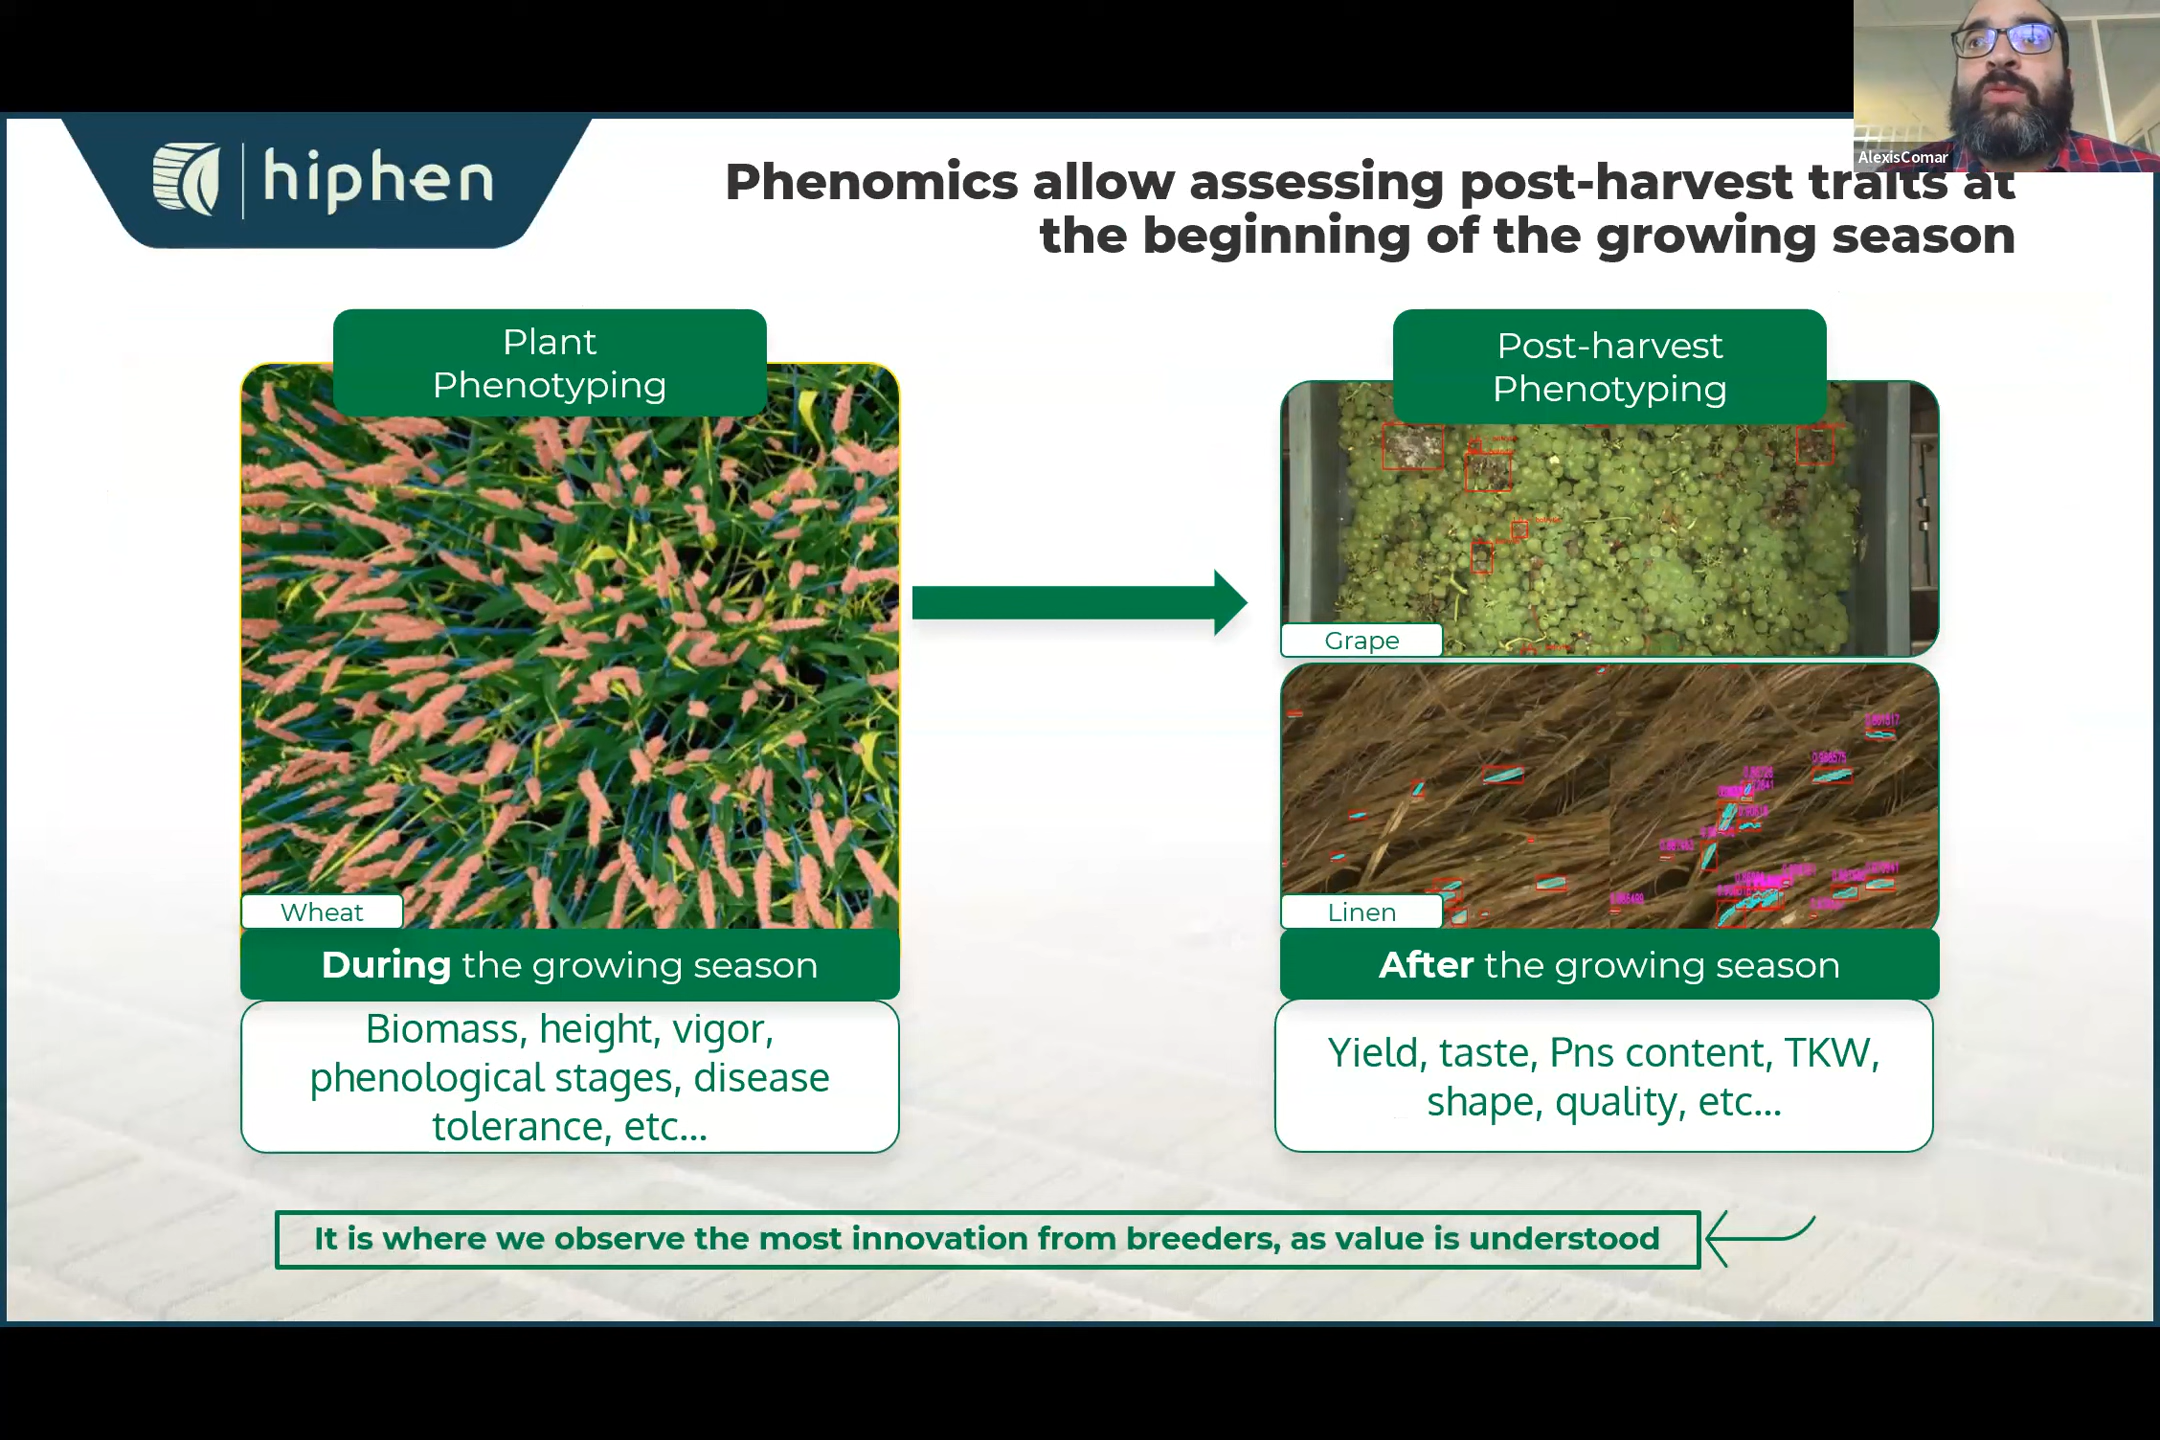 AlexisComar
hiphen
Phenomics allow assessing post-harvest traits at
the beginning of the growing season
Plant
Phenotyping
Wheat
During the growing season
Biomass, height, vigor,
phenological stages, disease
tolerance, etc...
Post-harvest
Phenotyping
Grape
Linen
After the growing season
Yield, taste, Pns content, TKW,
shape, quality, etc...
It is where we observe the most innovation from breeders, as value is understood